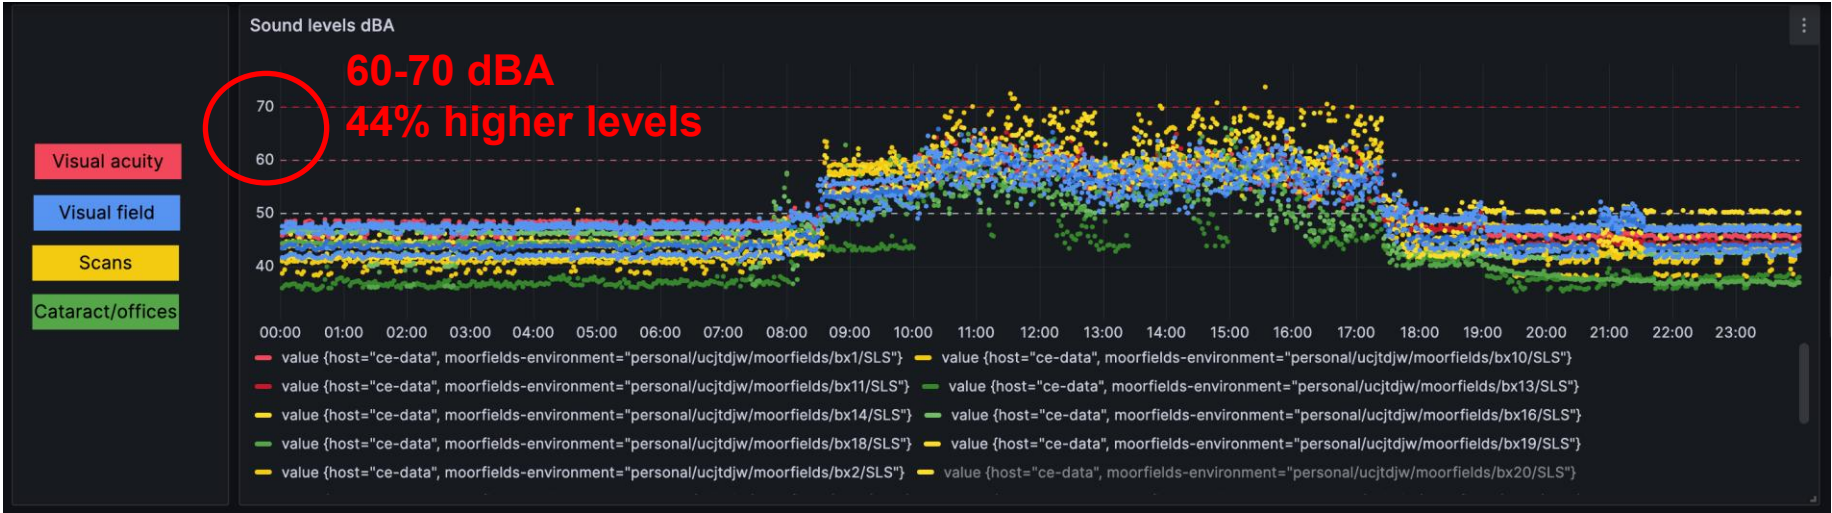 Sound levels dBA
60-70 dBA
44% higher levels
70
60
50
40
Visual acuity
Visual field
Scans
Cataract/offices
00:00 01:00 02:00 03:00 04:00 05:00 06:00 07:00 08:00 09:00 10:00 11:00 12:00 13:00 14:00 15:00 16:00 17:00 18:00 19:00 20:00 21:00 22:00 23:00
value {host="ce-data", moorfields-environment="personal/ucjtdjw/moorfields/bx1/SLS"} value {host="ce-data", moorfields-environment="personal/ucjtdjw/moorfields/bx10/SLS"}
value {host="ce-data", moorfields-environment="personal/ucjtdjw/moorfields/bx11/SLS"} value {host="ce-data", moorfields-environment="personal/ucjtdjw/moorfields/bx13/SLS"}
value {host="ce-data", moorfields-environment="personal/ucjtdjw/moorfields/bx14/SLS"} value {host="ce-data", moorfields-environment="personal/ucjtdjw/moorfields/bx16/SLS"}
value {host="ce-data", moorfields-environment="personal/ucjtdjw/moorfields/bx18/SLS"} value {host="ce-data", moorfields-environment="personal/ucjtdjw/moorfields/bx19/SLS"}
value {host="ce-data", moorfields-environment="personal/ucjtdjw/moorfields/bx2/SLS"} value {host="ce-data", moorfields-environment="personal/ucjtdjw/moorfields/bx20/SLS"}